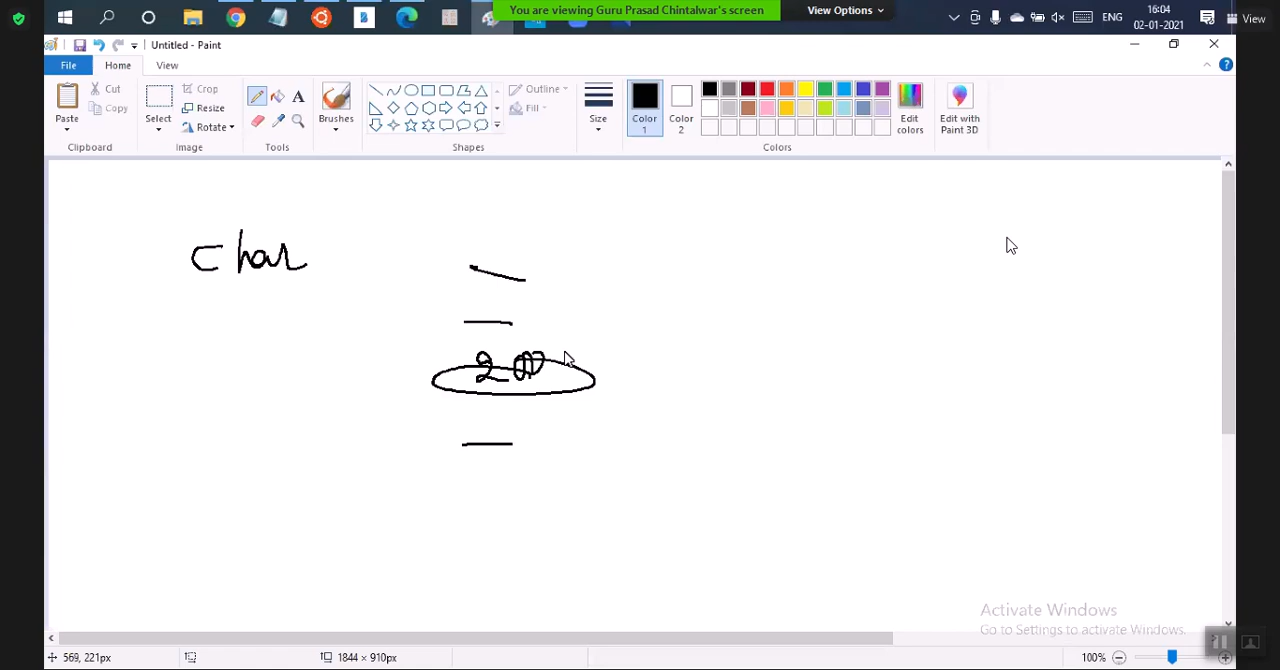 You are viewing Guru Prasad Chintalwar's screen
View Options
ENG
16:04
02-01-2021
View
Untitled - Paint
File
Home
View
Paste
Cut
Copy
Clipboard
Select
Crop
Resize
Rotate
Image
Tools
Brushes
Shapes
Outline
Fill
Size
Color 1
Color 2
Colors
Edit colors
Edit with Paint 3D
char
Activate Windows
Go to Settings to activate Windows.
569, 221px
1844 × 910px
100%